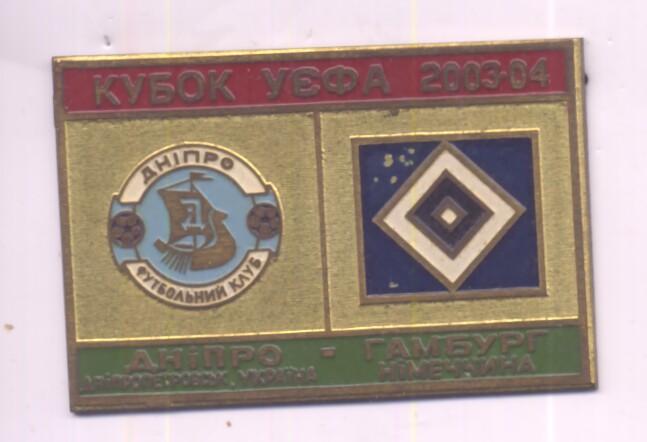 КУБОК УЄФА 2003-04
ДНІПРО
ФУТБОЛЬНИЙ КЛУБ
ДНІПРО - ГАМБУРГ
ДНІПРОПЕТРОВСЬК, УКРАЇНА НІМЕЧЧИНА